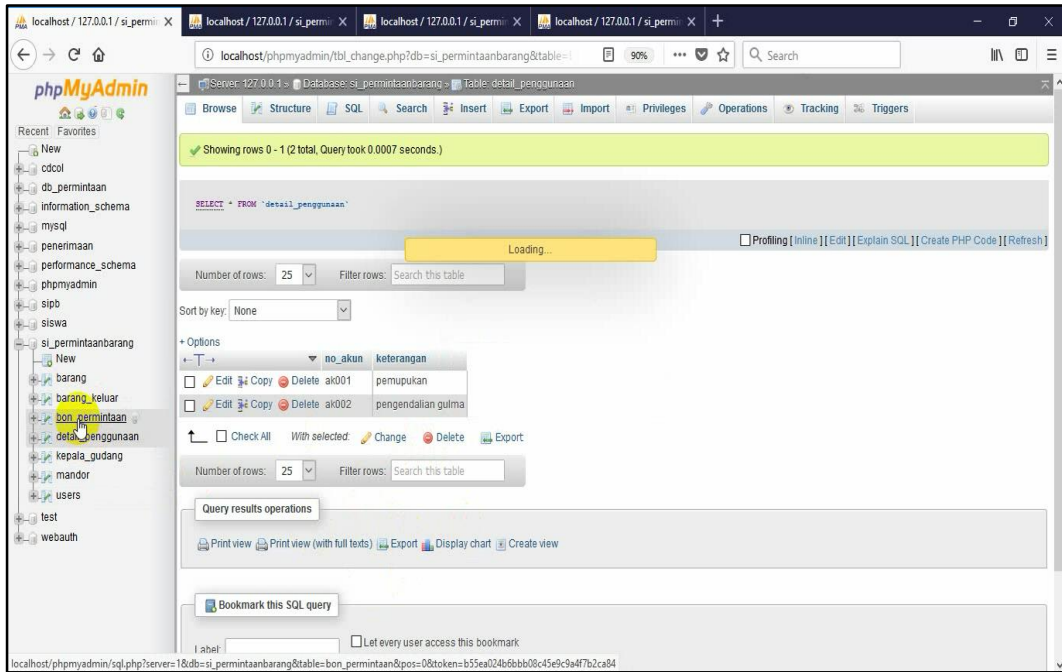 localhost / 127.0.0.1 / si_permin X localhost / 127.0.0.1 / si_permin X localhost / 127.0.0.1 / si_permin X localhost / 127.0.0.1 / si_permin X +
localhost/phpmyadmin/tbl_change.php?db=si_permintaanbarang&table= 90% Search
phpMyAdmin
Recent Favorites
New
cdcol
db_permintaan
information_schema
mysql
penerimaan
performance_schema
phpmyadmin
sipb
siswa
si_permintaanbarang
New
barang
barang_keluar
bon_permintaan
detail_penggunaan
kepala_gudang
mandor
users
test
webauth
Server: 127.0.0.1 » Database: si_permintaanbarang » Table: detail_penggunaan
Browse Structure SQL Search Insert Export Import Privileges Operations Tracking Triggers
Showing rows 0 - 1 (2 total, Query took 0.0007 seconds.)
SELECT * FROM `detail_penggunaan`
Loading...
Profiling [ Inline ] [ Edit ] [ Explain SQL ] [ Create PHP Code ] [ Refresh ]
Number of rows: 25 Filter rows: Search this table
Sort by key: None
+ Options
←T→ no_akun keterangan
Edit Copy Delete ak001 pemupukan
Edit Copy Delete ak002 pengendalian gulma
Check All With selected: Change Delete Export
Number of rows: 25 Filter rows: Search this table
Query results operations
Print view Print view (with full texts) Export Display chart Create view
Bookmark this SQL query
Label: Let every user access this bookmark
localhost/phpmyadmin/sql.php?server=1&db=si_permintaanbarang&table=bon_permintaan&pos=0&token=b55ea024b6bbb08c45e9c9a4f7b2ca84